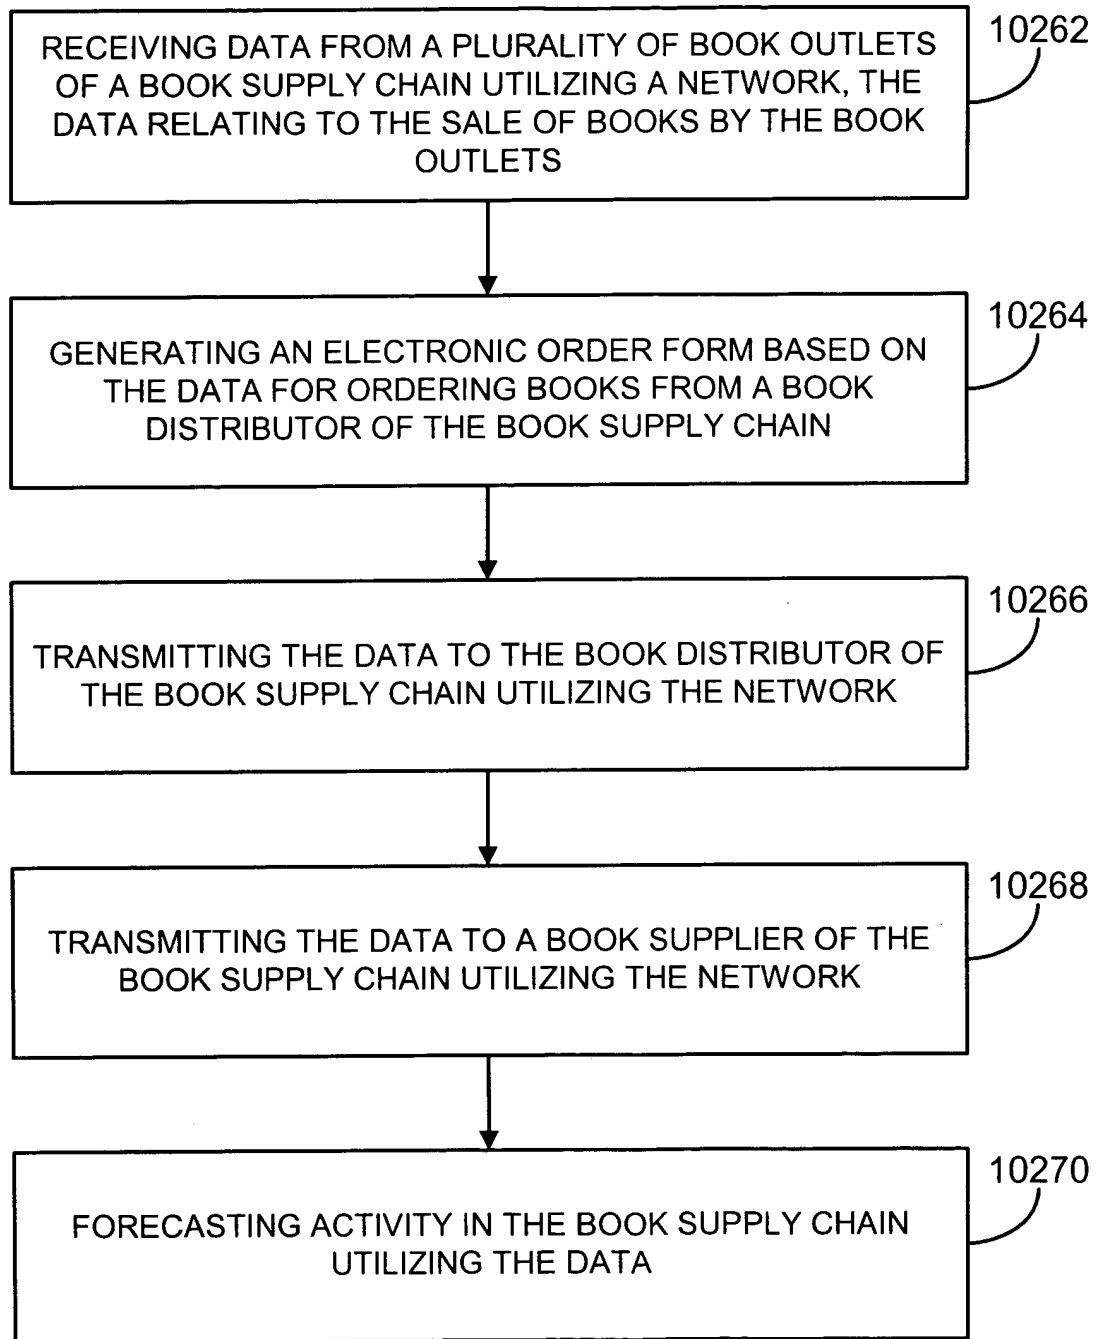 10262
RECEIVING DATA FROM A PLURALITY OF BOOK OUTLETS
OF A BOOK SUPPLY CHAIN UTILIZING A NETWORK, THE
DATA RELATING TO THE SALE OF BOOKS BY THE BOOK
OUTLETS
10264
GENERATING AN ELECTRONIC ORDER FORM BASED ON
THE DATA FOR ORDERING BOOKS FROM A BOOK
DISTRIBUTOR OF THE BOOK SUPPLY CHAIN
10266
TRANSMITTING THE DATA TO THE BOOK DISTRIBUTOR OF
THE BOOK SUPPLY CHAIN UTILIZING THE NETWORK
10268
TRANSMITTING THE DATA TO A BOOK SUPPLIER OF THE
BOOK SUPPLY CHAIN UTILIZING THE NETWORK
10270
FORECASTING ACTIVITY IN THE BOOK SUPPLY CHAIN
UTILIZING THE DATA